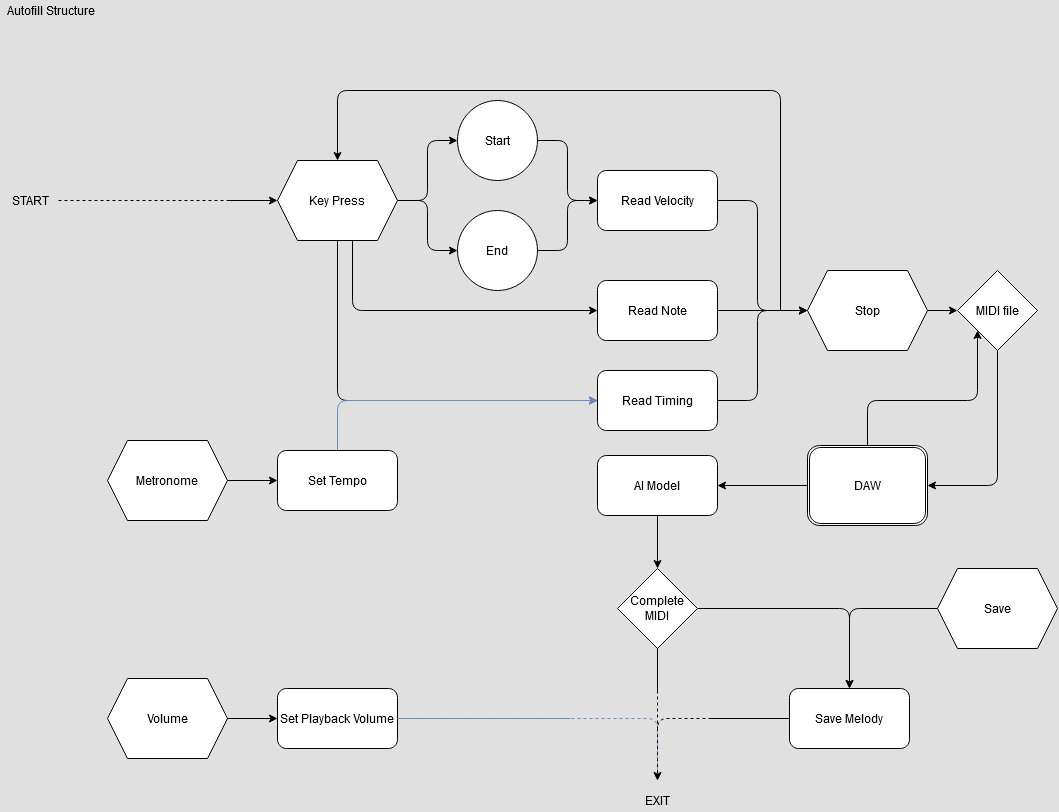 Autofill Structure
Start
START
Key Press
Read Velocity
End
Read Note
Stop
MIDI file
Read Timing
Metronome
Set Tempo
AI Model
DAW
Complete
MIDI
Save
Volume
Set Playback Volume
Save Melody
EXIT